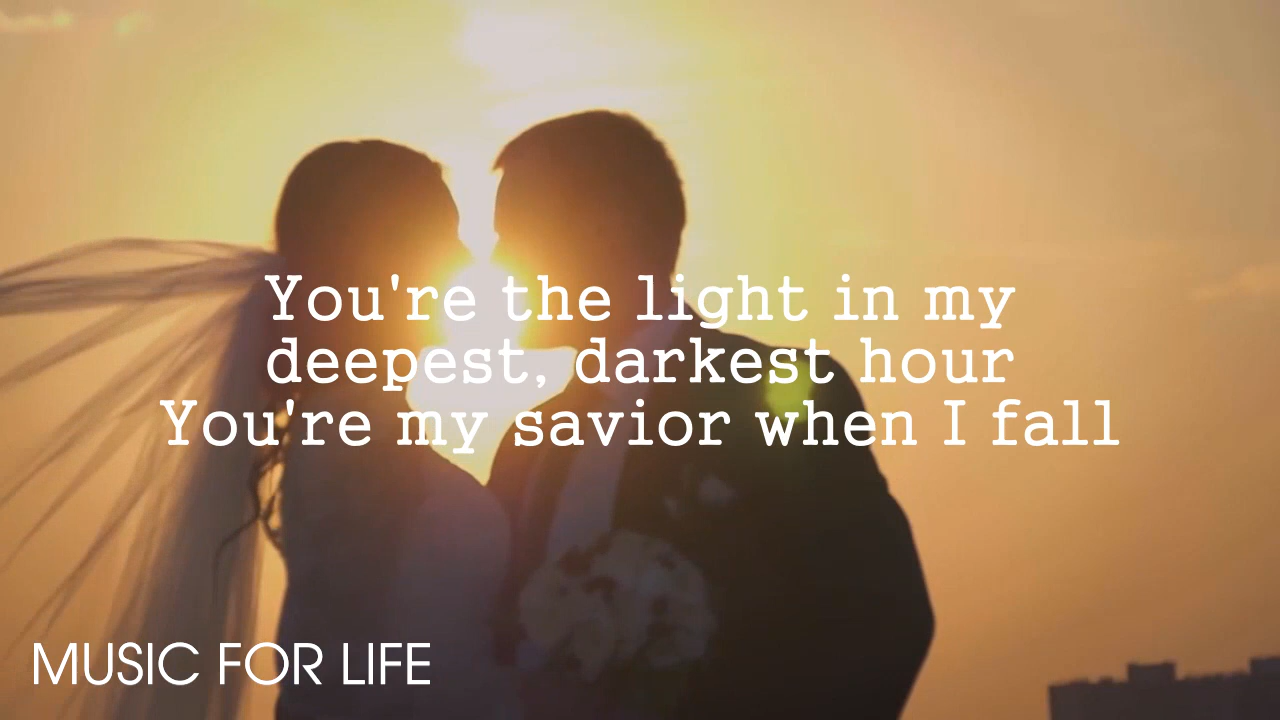 You're the light in my
deepest, darkest hour
You're my savior when I fall
MUSIC FOR LIFE